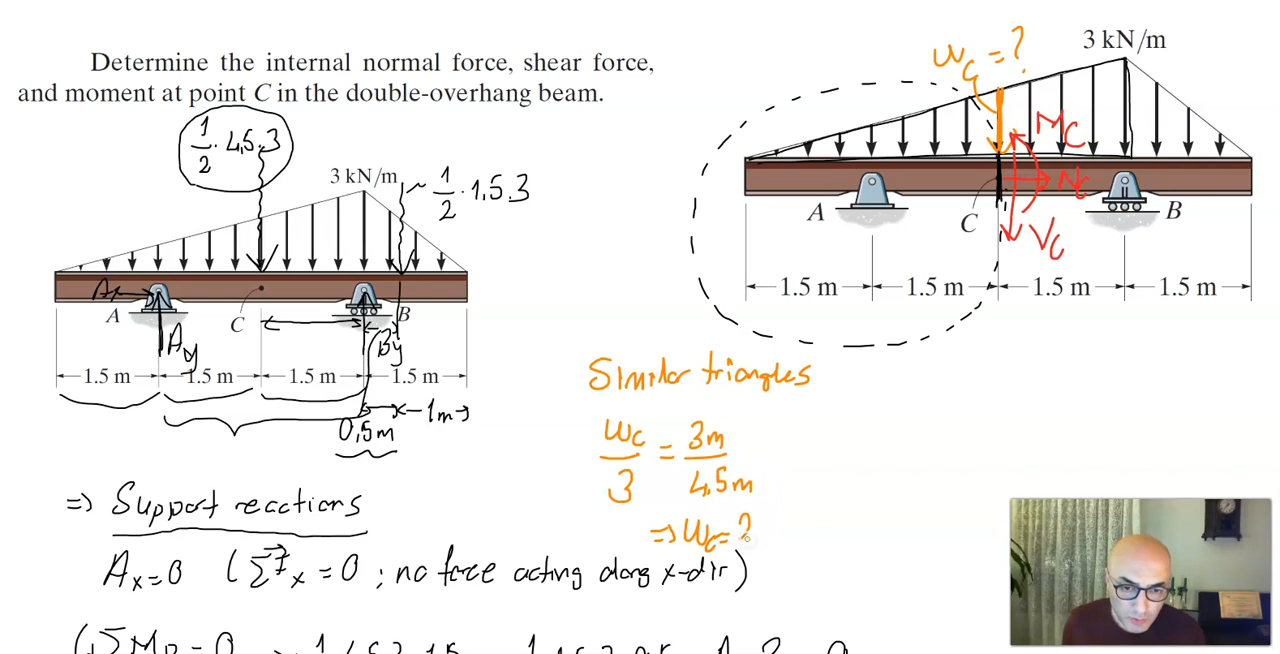 Determine the internal normal force, shear force,
and moment at point C in the double-overhang beam.
1/2 · 4,5.3
3 kN/m
~ 1/2 · 1,5.3
Ax
A
Ay
C
By
B
1.5 m
1.5 m
1.5 m
1.5 m
0,5m
x-1m
wc = ?
3 kN/m
Mc
Nc
Vc
A
C
B
1.5 m
1.5 m
1.5 m
1.5 m
Similar triangles
wc/3 = 3m/4,5m
=> wc = ?
=> Support reactions
Ax=0 (ΣFx = 0 ; no force acting along x-dir)